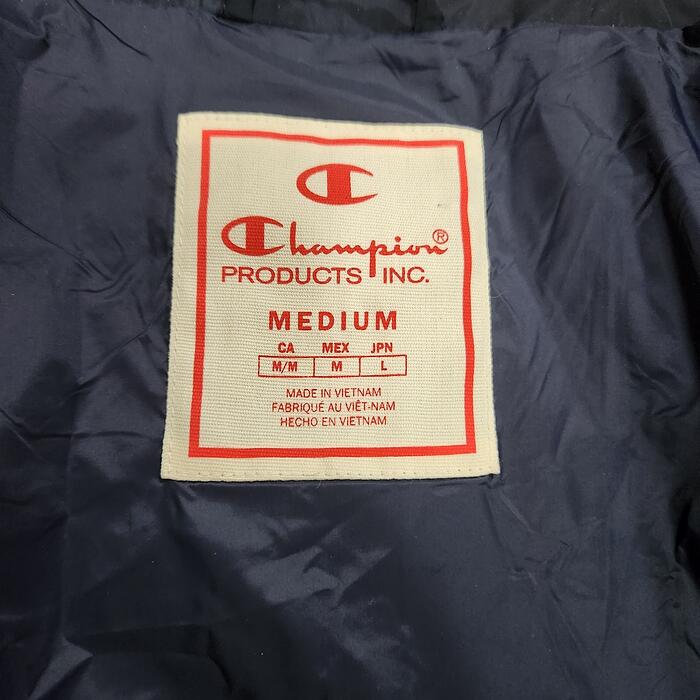 Champion®
PRODUCTS INC.
MEDIUM
CA MEX JPN
M/M M L
MADE IN VIETNAM
FABRIQUÉ AU VIÊT-NAM
HECHO EN VIETNAM